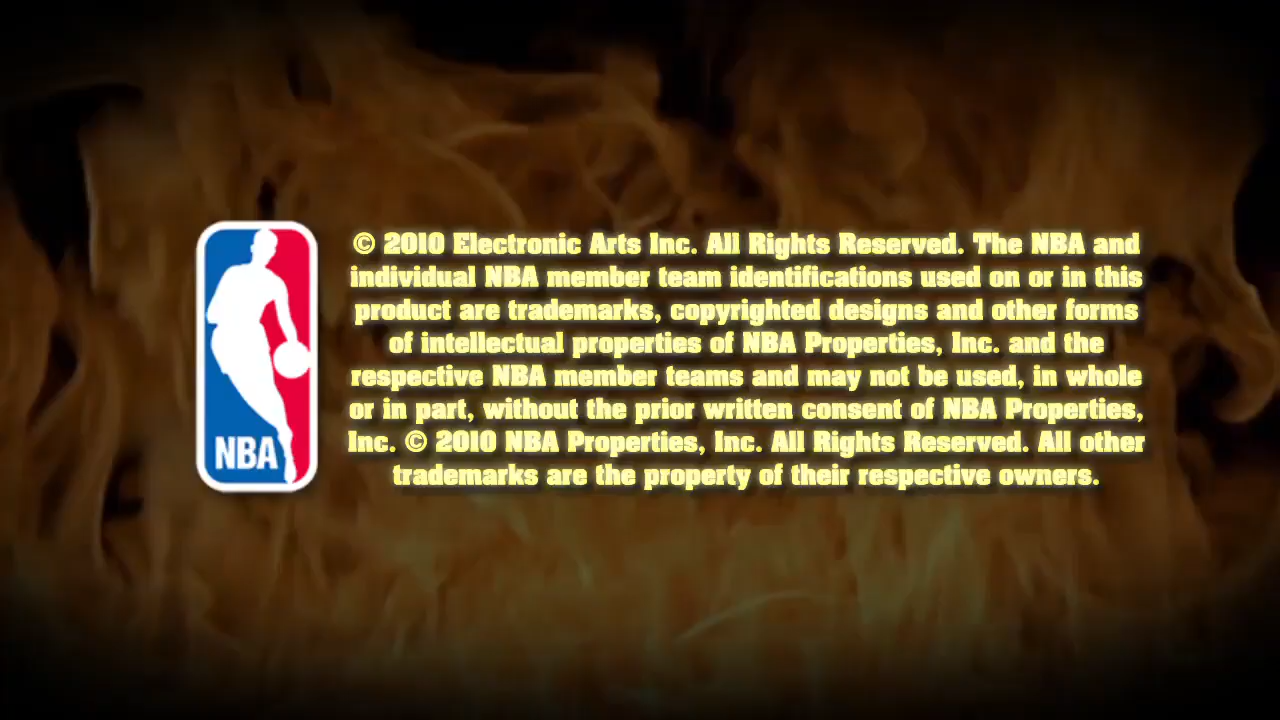 NBA
© 2010 Electronic Arts Inc. All Rights Reserved. The NBA and
individual NBA member team identifications used on or in this
product are trademarks, copyrighted designs and other forms
of intellectual properties of NBA Properties, Inc. and the
respective NBA member teams and may not be used, in whole
or in part, without the prior written consent of NBA Properties,
Inc. © 2010 NBA Properties, Inc. All Rights Reserved. All other
trademarks are the property of their respective owners.